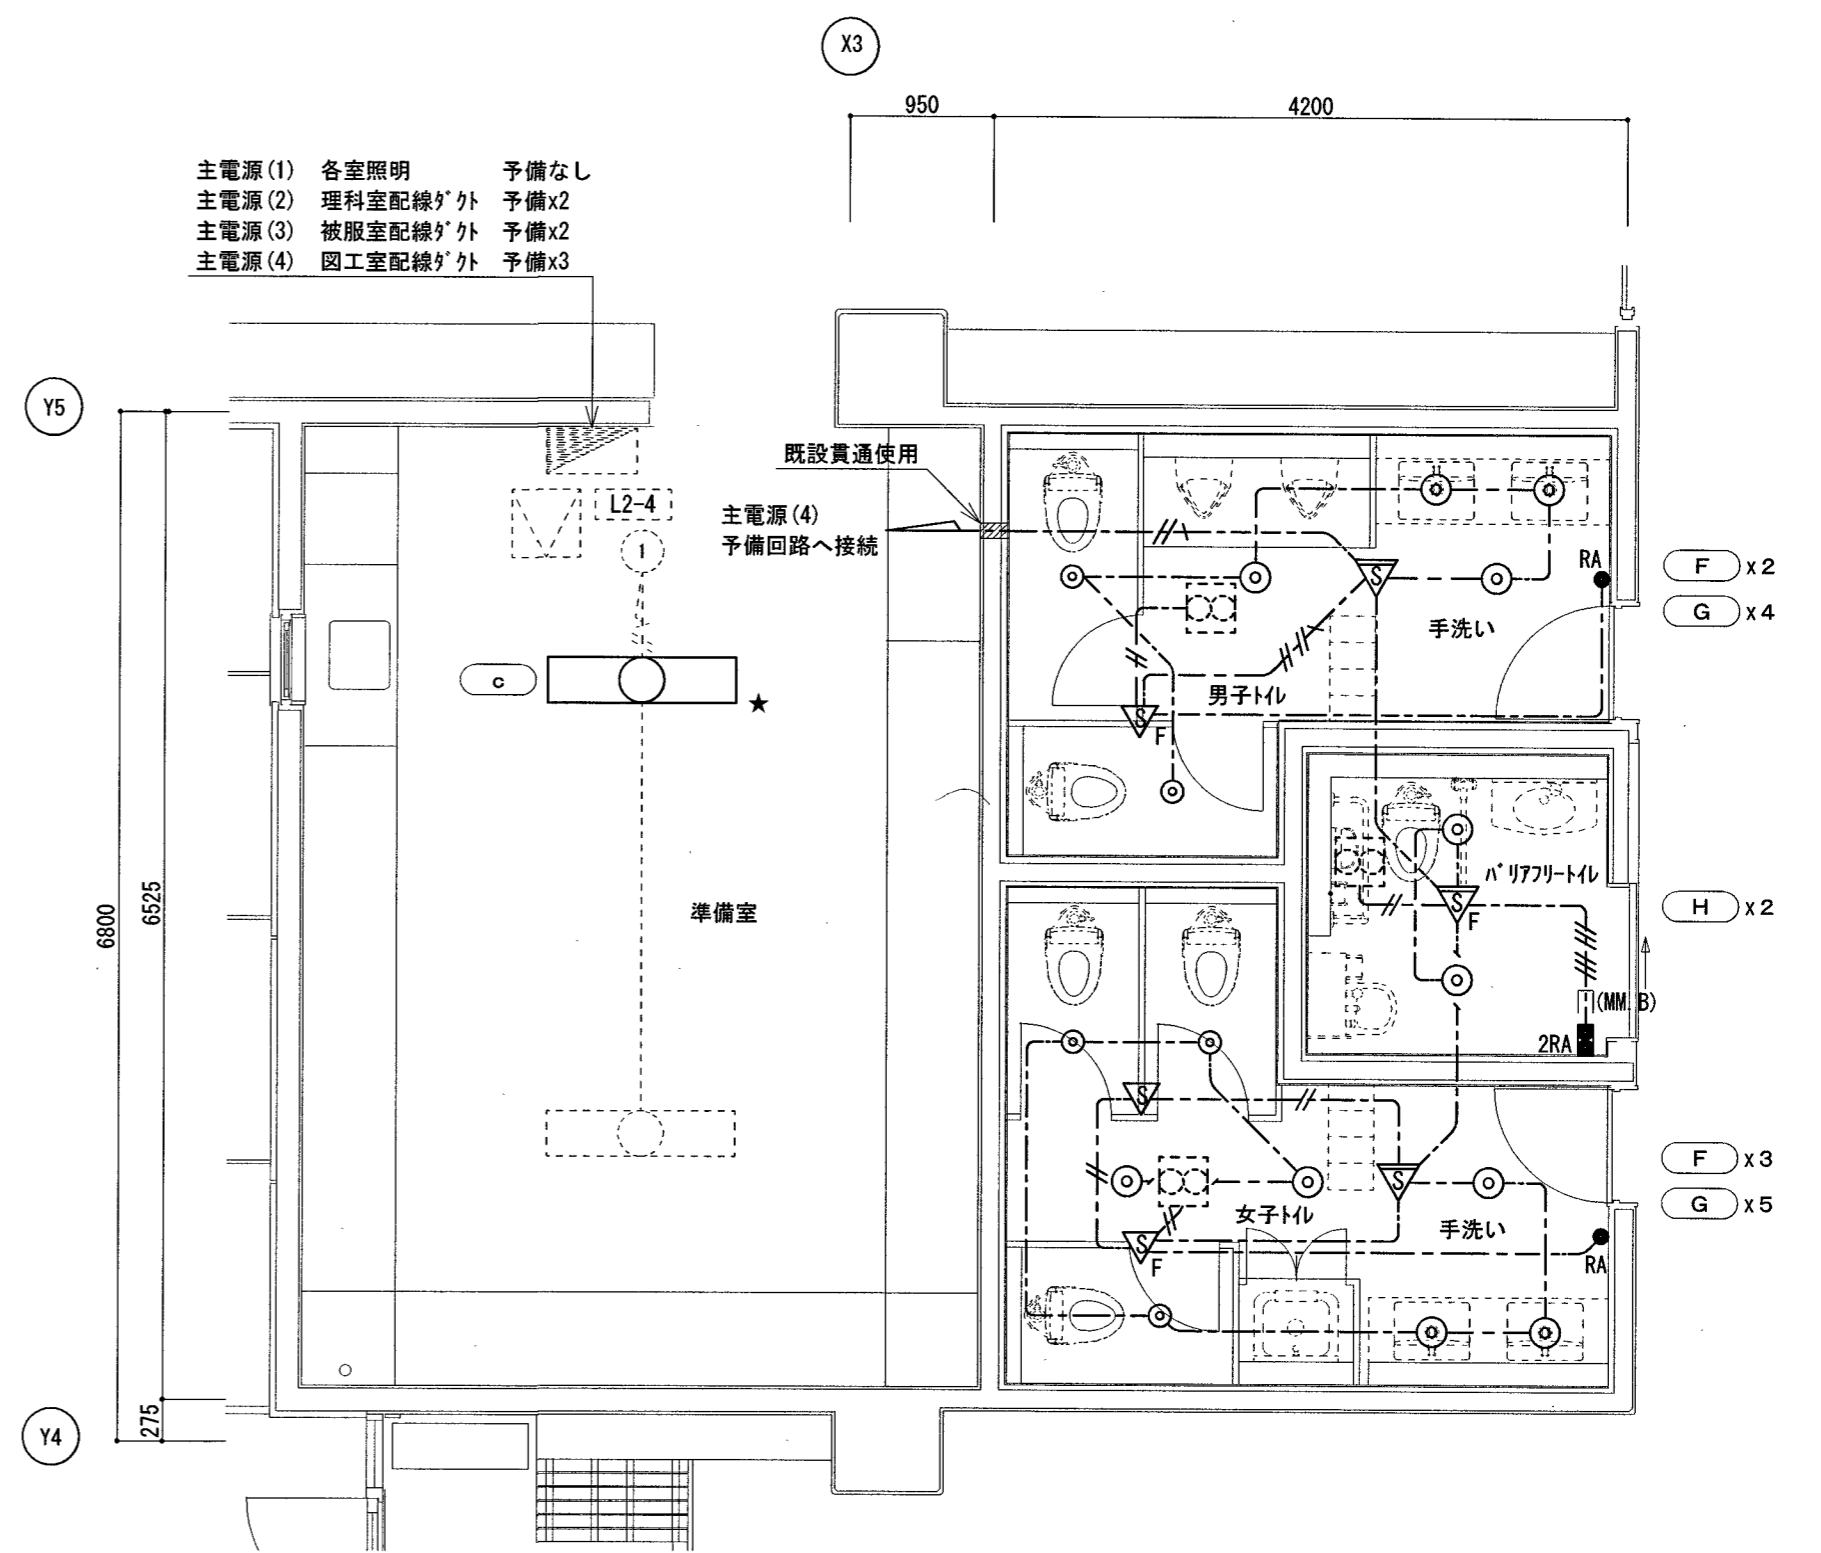 X3
950
4200
主電源(1) 各室照明 予備なし
主電源(2) 理科室配線ﾀﾞｸﾄ 予備x2
主電源(3) 被服室配線ﾀﾞｸﾄ 予備x2
主電源(4) 図工室配線ﾀﾞｸﾄ 予備x3
Y5
既設貫通使用
L2-4
主電源(4)
予備回路へ接続
1
S
RA
F x2
G x4
手洗い
c
★
男子ﾄｲﾚ
S
F
ﾊﾞﾘｱﾌﾘｰﾄｲﾚ
S
F
H x2
準備室
6800
6525
(MM.B)
2RA
S
S
F x3
G x5
女子ﾄｲﾚ
手洗い
S
F
RA
275
Y4